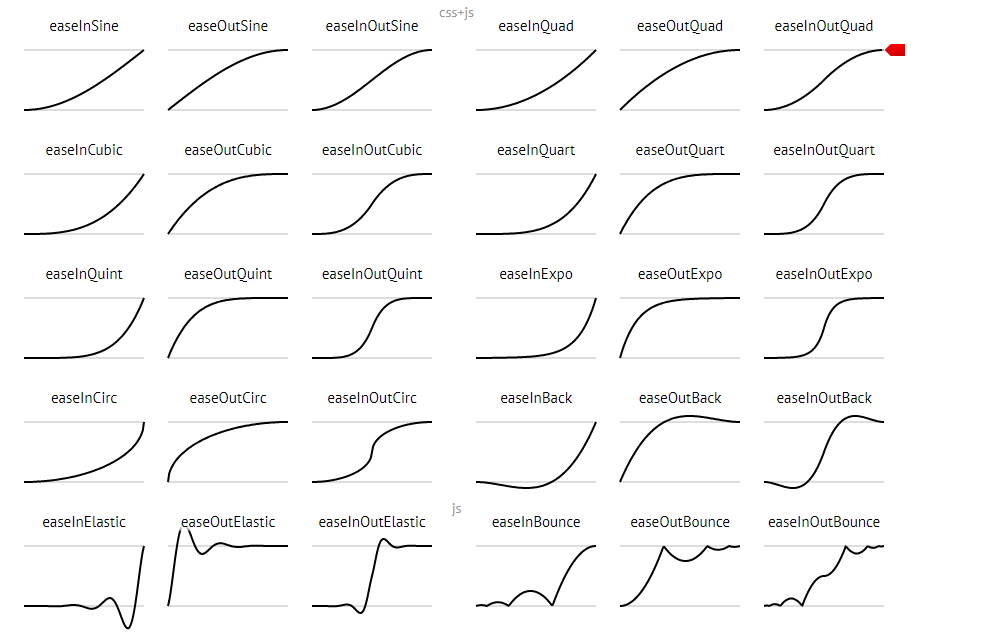 css+js
easeInSine easeOutSine easeInOutSine easeInQuad easeOutQuad easeInOutQuad
easeInCubic easeOutCubic easeInOutCubic easeInQuart easeOutQuart easeInOutQuart
easeInQuint easeOutQuint easeInOutQuint easeInExpo easeOutExpo easeInOutExpo
easeInCirc easeOutCirc easeInOutCirc easeInBack easeOutBack easeInOutBack
js
easeInElastic easeOutElastic easeInOutElastic easeInBounce easeOutBounce easeInOutBounce